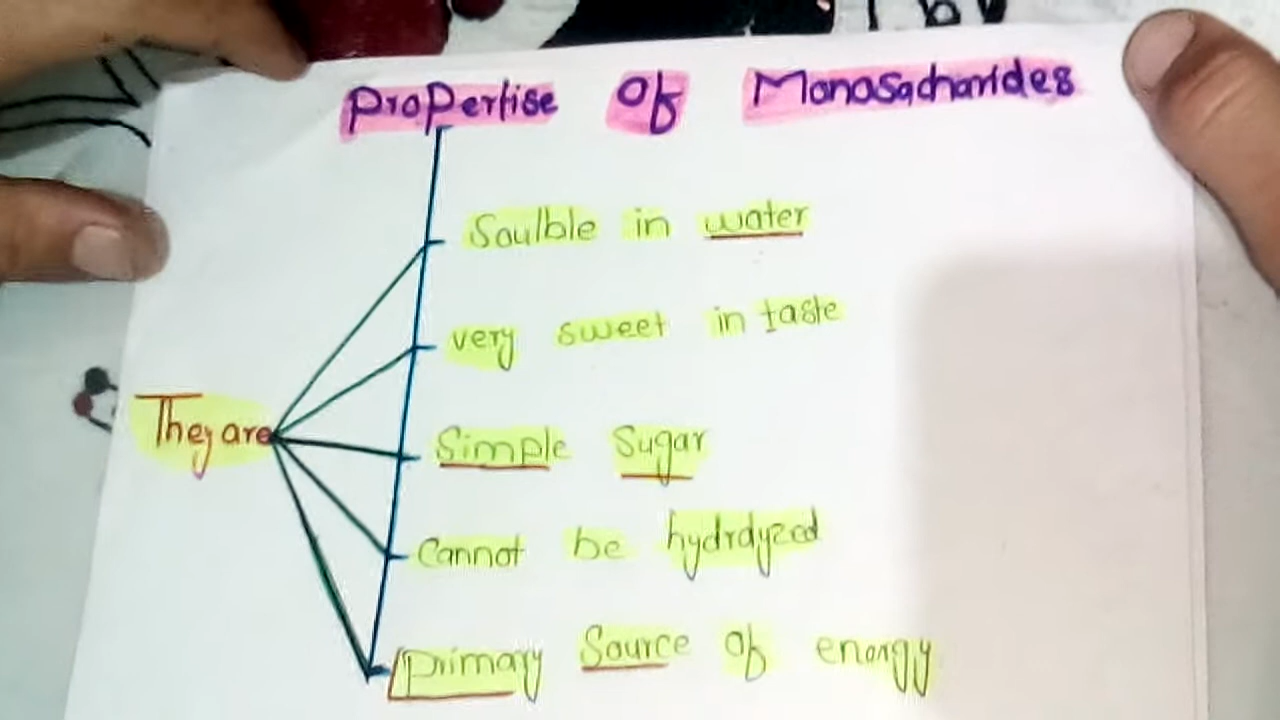 Propertise of Monosacharides
Soulble in water
very sweet in taste
They are
Simple Sugar
Cannot be hydrdyzed
primary Source of energy